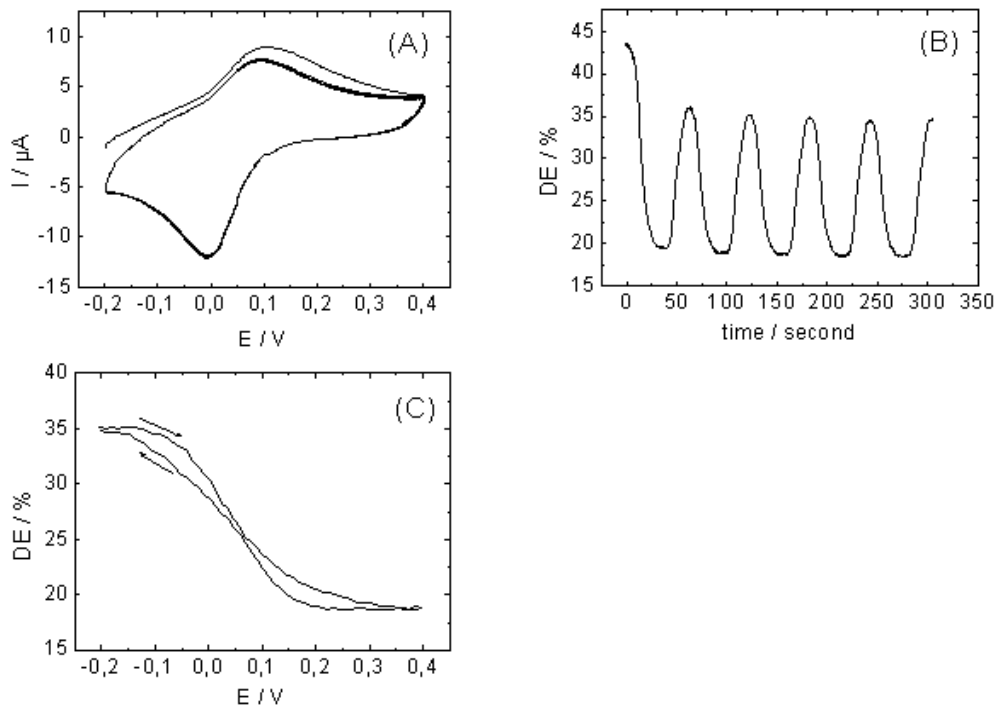 (A)
10
5
0
-5
-10
-15
I / µA
-0,2 -0,1 0,0 0,1 0,2 0,3 0,4
E / V
(B)
45
40
35
30
25
20
15
DE / %
0 50 100 150 200 250 300 350
time / second
(C)
40
35
30
25
20
15
DE / %
-0,2 -0,1 0,0 0,1 0,2 0,3 0,4
E / V